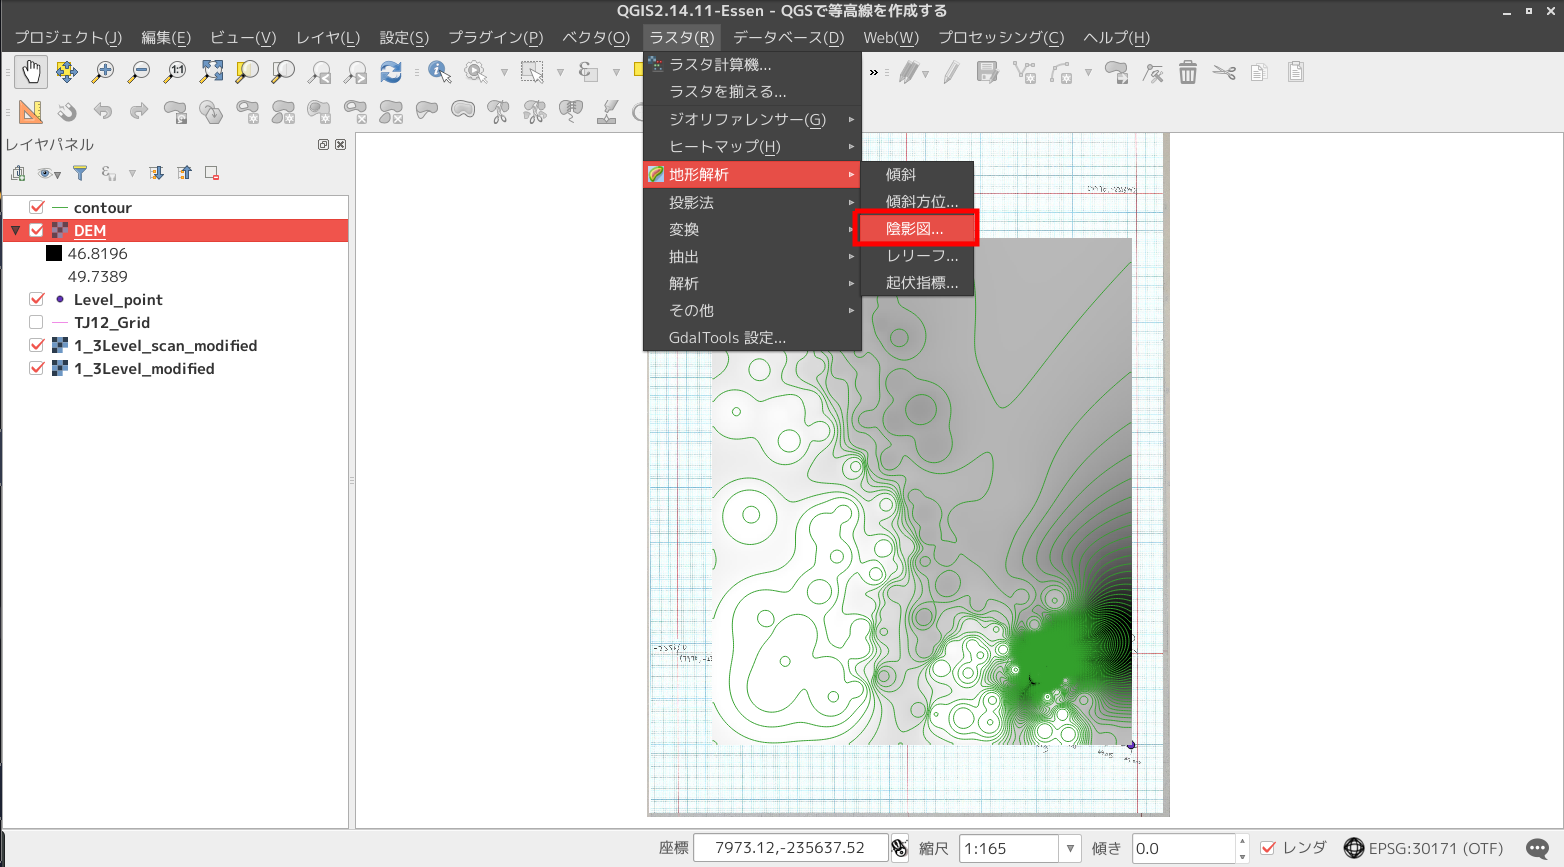 QGIS2.14.11-Essen - QGSで等高線を作成する
プロジェクト(J) 編集(E) ビュー(V) レイヤ(L) 設定(S) プラグイン(P) ベクタ(O) ラスタ(R) データベース(D) Web(W) プロセッシング(C) ヘルプ(H)
ラスタ計算機...
ラスタを揃える...
ジオリファレンサー(G)
ヒートマップ(H)
地形解析
投影法
変換
抽出
解析
その他
GdalTools 設定...
傾斜
傾斜方位...
陰影図...
レリーフ...
起伏指標...
1:1
»
レイヤパネル
contour
DEM
46.8196
49.7389
Level_point
TJ12_Grid
1_3Level_scan_modified
1_3Level_modified
座標 7973.12,-235637.52 縮尺 1:165 傾き 0.0 レンダ EPSG:30171 (OTF)